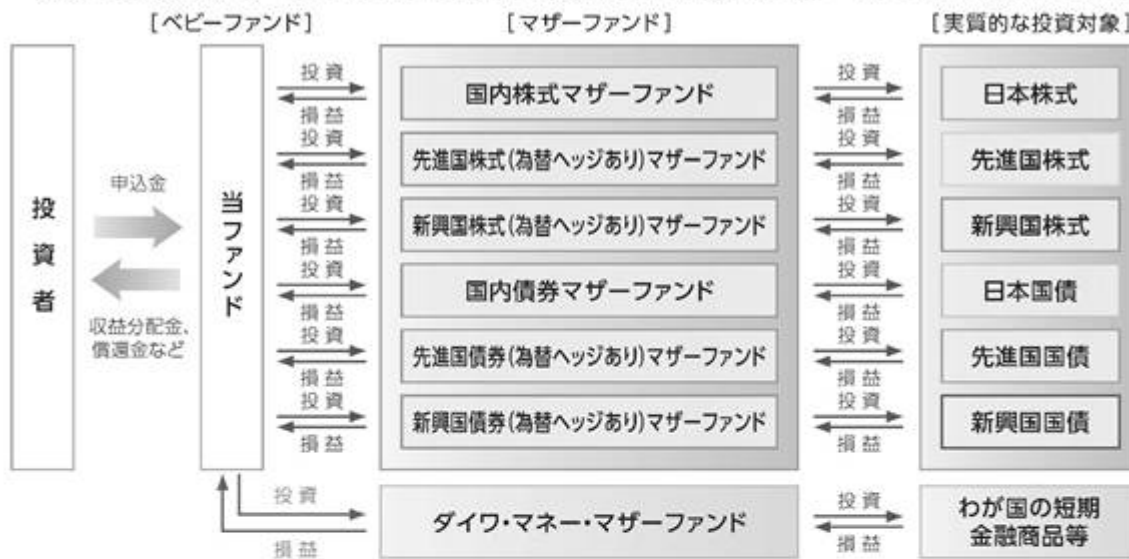 [ベビーファンド]
[マザーファンド]
[実質的な投資対象]
投資者
申込金
収益分配金、
償還金など
当ファンド
投資
損益
国内株式マザーファンド
投資
損益
日本株式
投資
損益
先進国株式(為替ヘッジあり)マザーファンド
投資
損益
先進国株式
投資
損益
新興国株式(為替ヘッジあり)マザーファンド
投資
損益
新興国株式
投資
損益
国内債券マザーファンド
投資
損益
日本国債
投資
損益
先進国債券(為替ヘッジあり)マザーファンド
投資
損益
先進国国債
投資
損益
新興国債券(為替ヘッジあり)マザーファンド
投資
損益
新興国国債
投資
損益
ダイワ・マネー・マザーファンド
投資
損益
わが国の短期
金融商品等